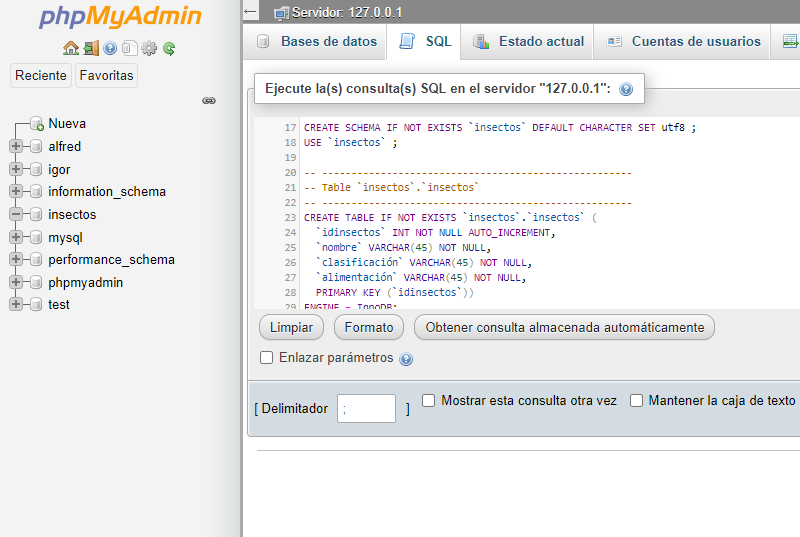 phpMyAdmin
Reciente
Favoritas
Nueva
alfred
igor
information_schema
insectos
mysql
performance_schema
phpmyadmin
test
Servidor: 127.0.0.1
Bases de datos
SQL
Estado actual
Cuentas de usuarios
Ejecute la(s) consulta(s) SQL en el servidor "127.0.0.1":
17 CREATE SCHEMA IF NOT EXISTS `insectos` DEFAULT CHARACTER SET utf8 ;
18 USE `insectos` ;
19
20 -- -----------------------------------------------------
21 -- Table `insectos`.`insectos`
22 -- -----------------------------------------------------
23 CREATE TABLE IF NOT EXISTS `insectos`.`insectos` (
24 `idinsectos` INT NOT NULL AUTO_INCREMENT,
25 `nombre` VARCHAR(45) NOT NULL,
26 `clasificación` VARCHAR(45) NOT NULL,
27 `alimentación` VARCHAR(45) NOT NULL,
28 PRIMARY KEY (`idinsectos`))
29 ENGINE = InnoDB;
Limpiar
Formato
Obtener consulta almacenada automáticamente
Enlazar parámetros
[ Delimitador ; ]
Mostrar esta consulta otra vez
Mantener la caja de texto